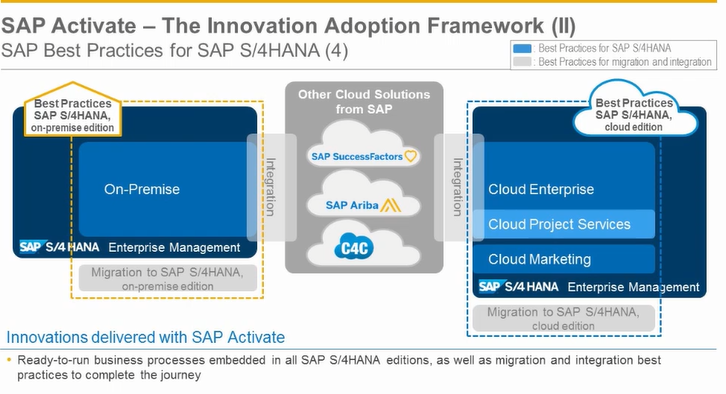 SAP Activate – The Innovation Adoption Framework (II)
SAP Best Practices for SAP S/4HANA (4)
: Best Practices for SAP S/4HANA
: Best Practices for migration and integration
Best Practices
SAP S/4HANA,
on-premise edition
On-Premise
SAP S/4HANA Enterprise Management
Migration to SAP S/4HANA,
on-premise edition
Integration
Other Cloud Solutions
from SAP
SAP SuccessFactors
SAP Ariba
C4C
Integration
Best Practices
SAP S/4HANA,
cloud edition
Cloud Enterprise
Cloud Project Services
Cloud Marketing
SAP S/4HANA Enterprise Management
Migration to SAP S/4HANA,
cloud edition
Innovations delivered with SAP Activate
• Ready-to-run business processes embedded in all SAP S/4HANA editions, as well as migration and integration best
practices to complete the journey